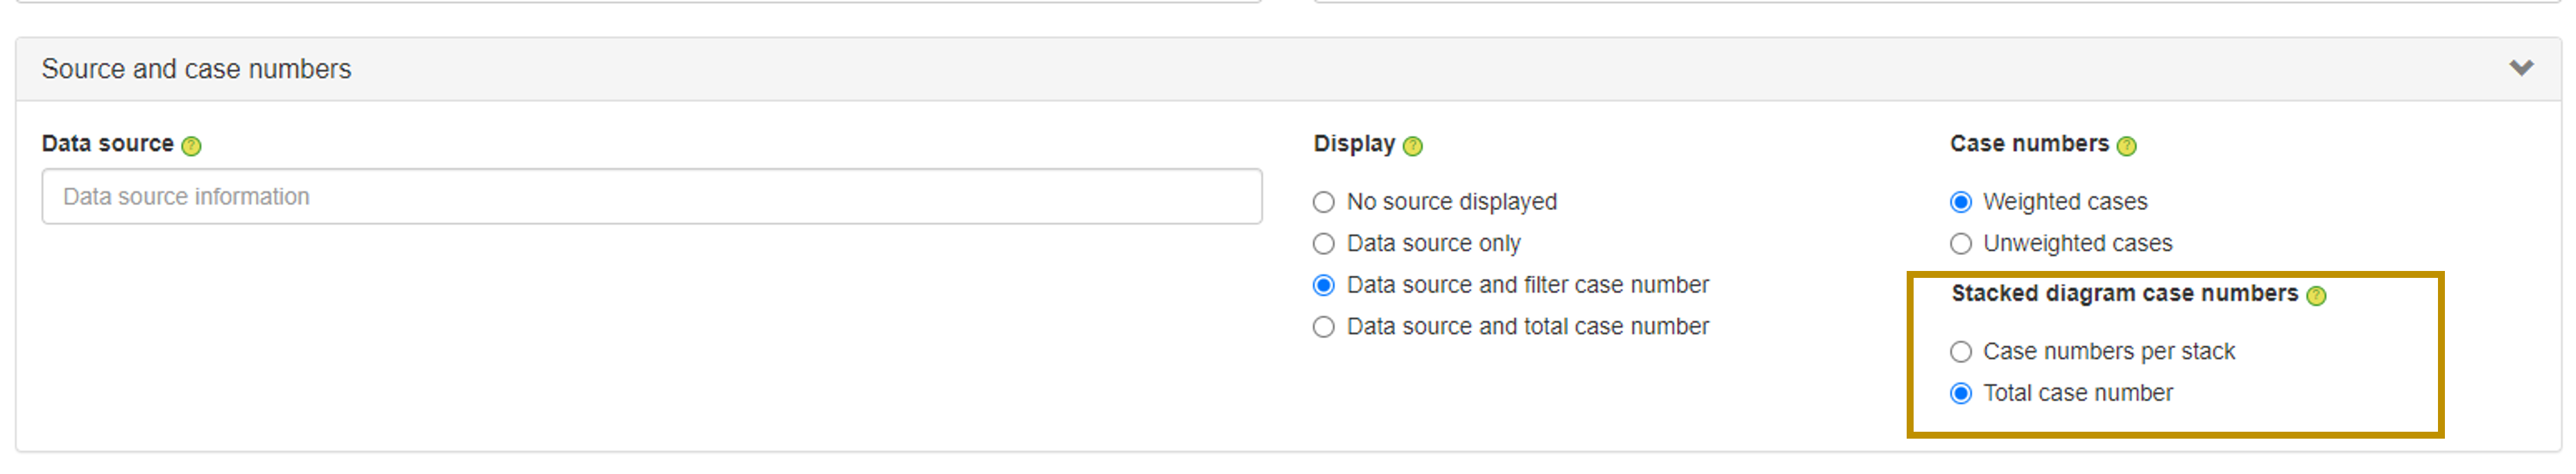 Source and case numbers
Data source ?
Data source information
Display ?
No source displayed
Data source only
Data source and filter case number
Data source and total case number
Case numbers ?
Weighted cases
Unweighted cases
Stacked diagram case numbers ?
Case numbers per stack
Total case number